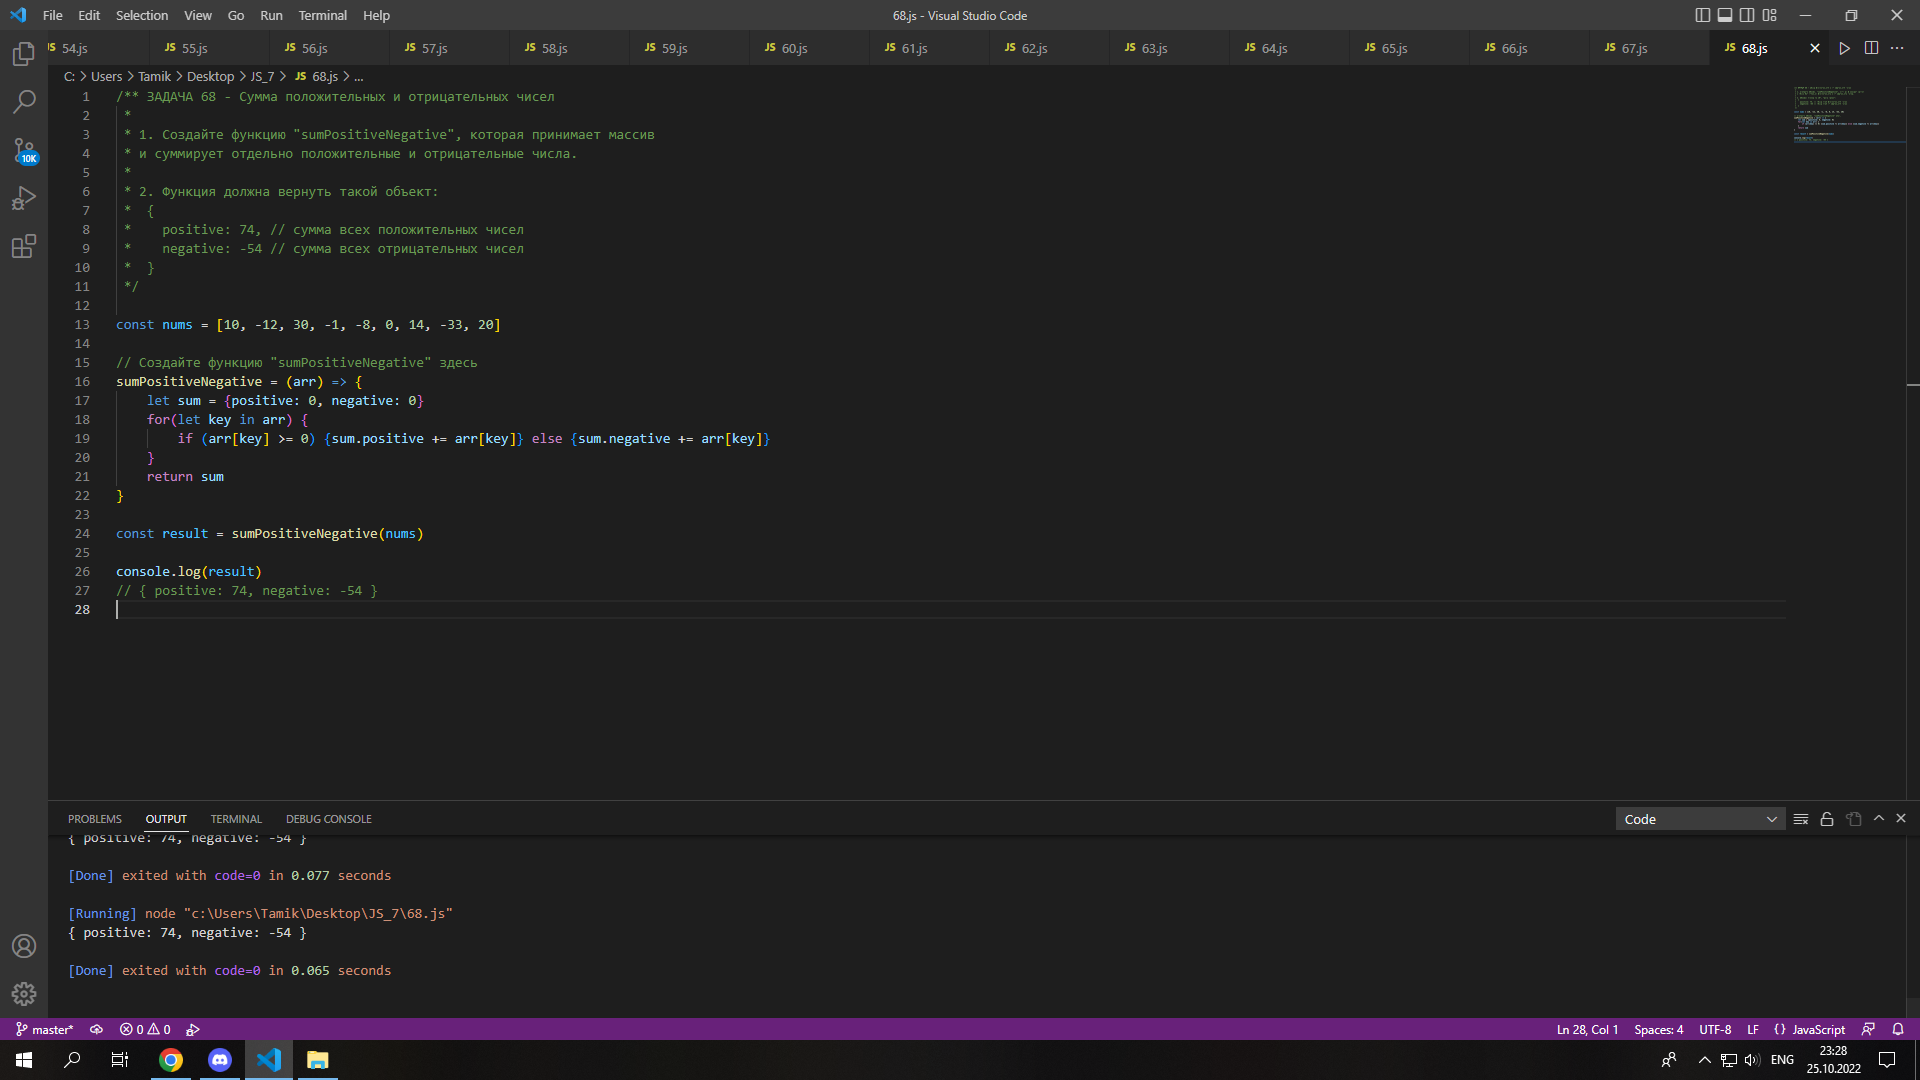 File Edit Selection View Go Run Terminal Help
68.js - Visual Studio Code
JS 54.js JS 55.js JS 56.js JS 57.js JS 58.js JS 59.js JS 60.js JS 61.js JS 62.js JS 63.js JS 64.js JS 65.js JS 66.js JS 67.js JS 68.js
C: > Users > Tamik > Desktop > JS_7 > JS 68.js > ...
1 /** ЗАДАЧА 68 - Сумма положительных и отрицательных чисел
2 *
3 * 1. Создайте функцию "sumPositiveNegative", которая принимает массив
4 * и суммирует отдельно положительные и отрицательные числа.
5 *
6 * 2. Функция должна вернуть такой объект:
7 * {
8 * positive: 74, // сумма всех положительных чисел
9 * negative: -54 // сумма всех отрицательных чисел
10 * }
11 */
12
13 const nums = [10, -12, 30, -1, -8, 0, 14, -33, 20]
14
15 // Создайте функцию "sumPositiveNegative" здесь
16 sumPositiveNegative = (arr) => {
17 let sum = {positive: 0, negative: 0}
18 for(let key in arr) {
19 if (arr[key] >= 0) {sum.positive += arr[key]} else {sum.negative += arr[key]}
20 }
21 return sum
22 }
23
24 const result = sumPositiveNegative(nums)
25
26 console.log(result)
27 // { positive: 74, negative: -54 }
28
10K
PROBLEMS OUTPUT TERMINAL DEBUG CONSOLE
Code
{ positive: 74, negative: -54 }
[Done] exited with code=0 in 0.077 seconds
[Running] node "c:\Users\Tamik\Desktop\JS_7\68.js"
{ positive: 74, negative: -54 }
[Done] exited with code=0 in 0.065 seconds
master* 0 0
Ln 28, Col 1 Spaces: 4 UTF-8 LF {} JavaScript
ENG
23:28
25.10.2022